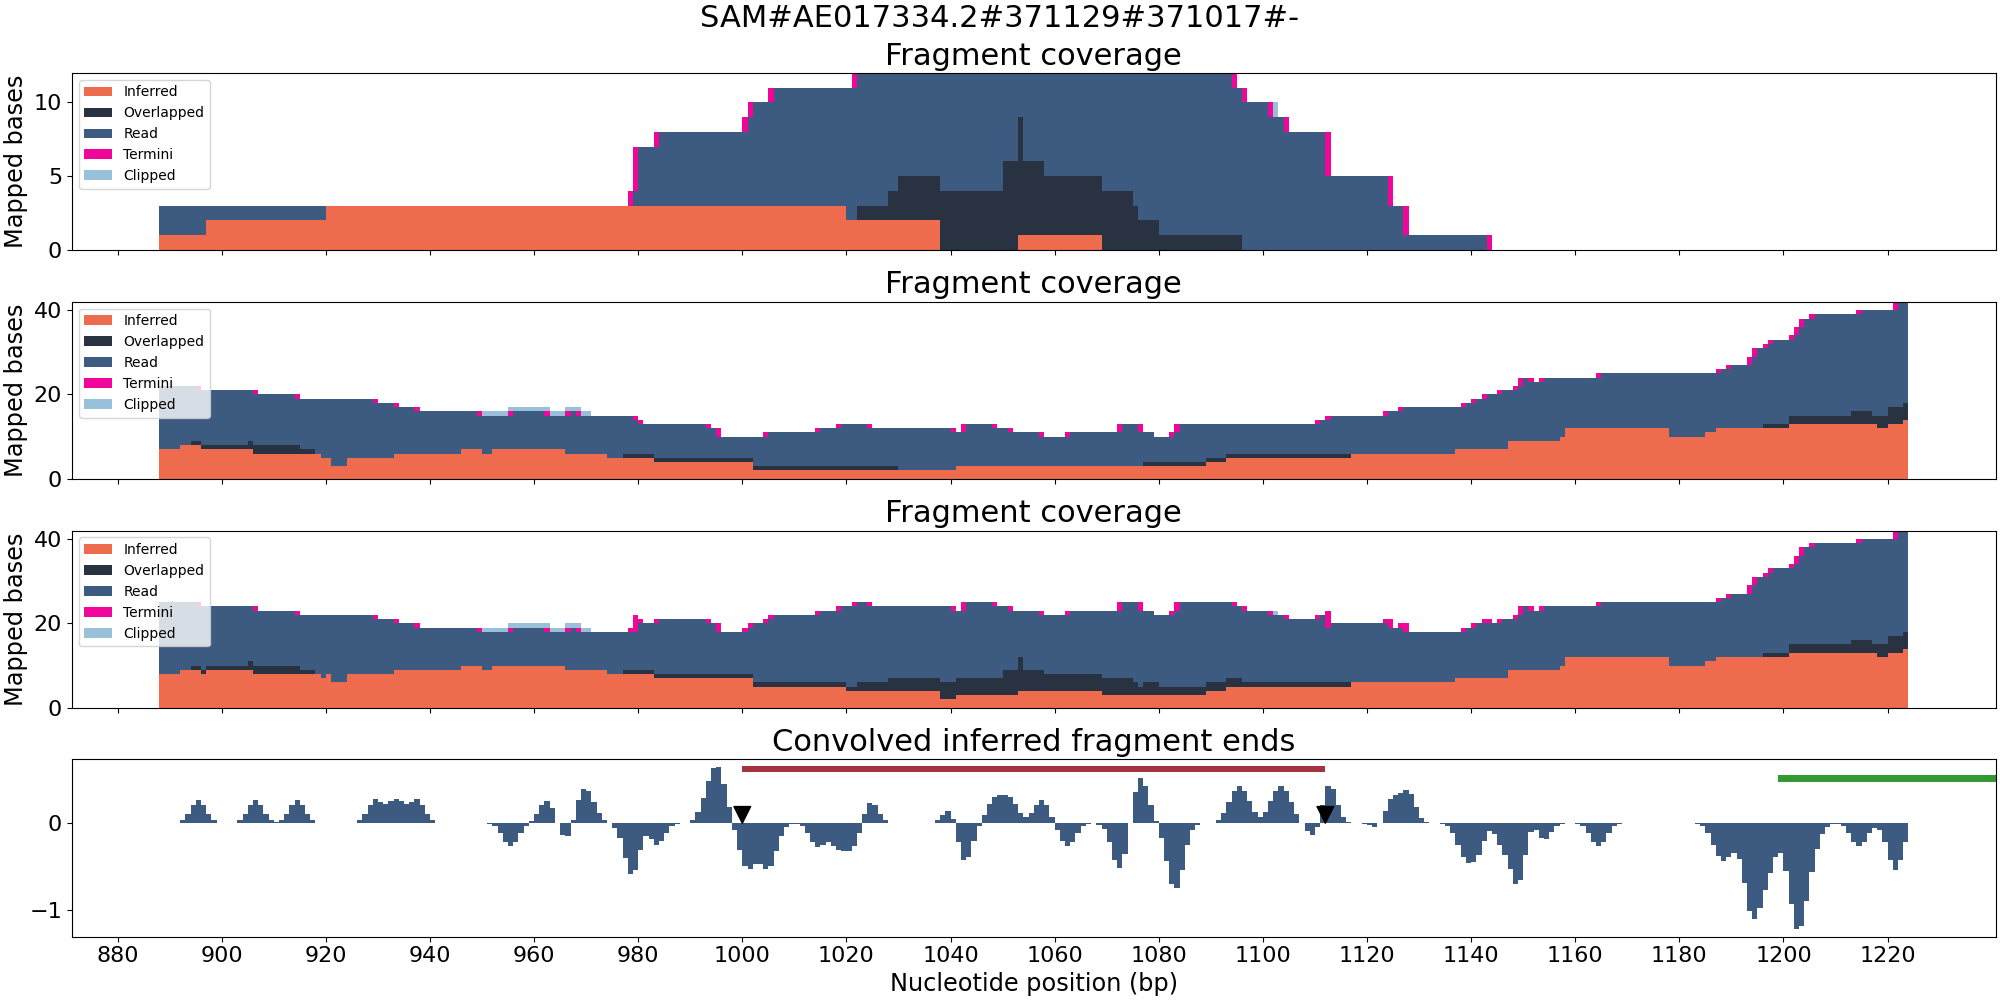 SAM#AE017334.2#371129#371017#-
Fragment coverage
Mapped bases
10
5
0
Inferred
Overlapped
Read
Termini
Clipped
Fragment coverage
Mapped bases
40
20
0
Inferred
Overlapped
Read
Termini
Clipped
Fragment coverage
Mapped bases
40
20
0
Inferred
Overlapped
Read
Termini
Clipped
Convolved inferred fragment ends
0
−1
880 900 920 940 960 980 1000 1020 1040 1060 1080 1100 1120 1140 1160 1180 1200 1220
Nucleotide position (bp)